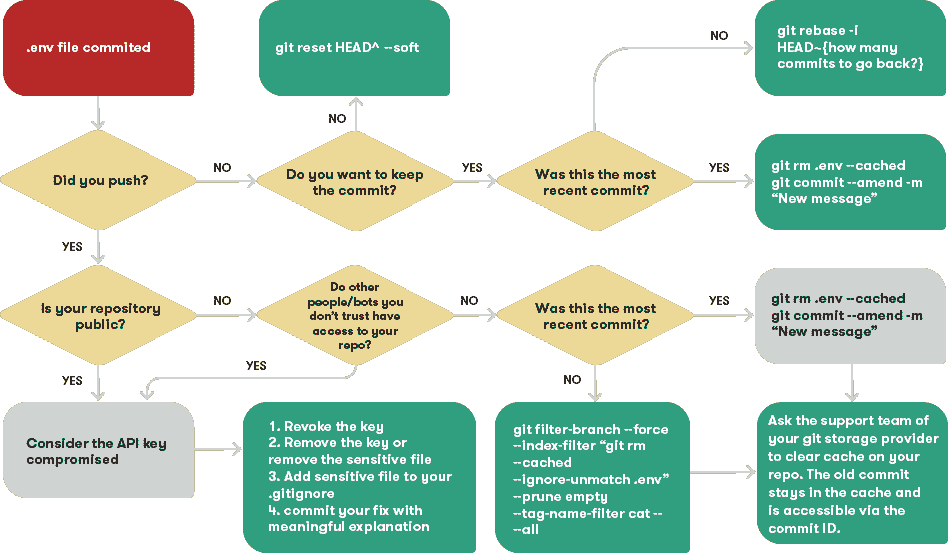 .env file commited
git reset HEAD^ --soft
NO
git rebase -i
HEAD~{how many
commits to go back?}
NO
Did you push?
NO
Do you want to keep
the commit?
YES
Was this the most
recent commit?
YES
git rm .env --cached
git commit --amend -m
“New message”
YES
Is your repository
public?
NO
Do other
people/bots you
don’t trust have
access to your
repo?
NO
Was this the most
recent commit?
YES
git rm .env --cached
git commit --amend -m
“New message”
YES
YES
NO
Consider the API key
compromised
1. Revoke the key
2. Remove the key or
remove the sensitive file
3. Add sensitive file to your
.gitignore
4. commit your fix with
meaningful explanation
git filter-branch --force
--index-filter “git rm
--cached
--ignore-unmatch .env”
--prune empty
--tag-name-filter cat --
--all
Ask the support team of
your git storage provider
to clear cache on your
repo. The old commit
stays in the cache and
is accessible via the
commit ID.